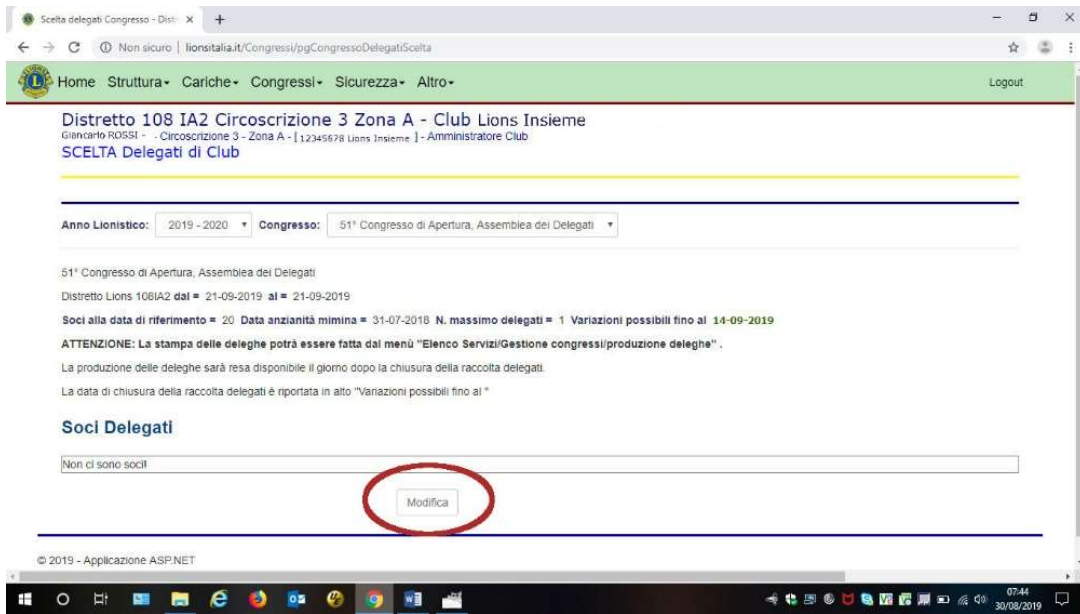 Scelta delegati Congresso - Dist
Non sicuro | lionsitalia.it/Congressi/pgCongressoDelegatiScelta
Home Struttura Cariche Congressi Sicurezza Altro Logout
Distretto 108 IA2 Circoscrizione 3 Zona A - Club Lions Insieme
Giancarlo ROSSI - - Circoscrizione 3 - Zona A - [ 12345678 Lions Insieme ] - Amministratore Club
SCELTA Delegati di Club
Anno Lionistico: 2019 - 2020 Congresso: 51° Congresso di Apertura, Assemblea dei Delegati
51° Congresso di Apertura, Assemblea dei Delegati
Distretto Lions 108IA2 dal = 21-09-2019 al = 21-09-2019
Soci alla data di riferimento = 20 Data anzianità mimina = 31-07-2018 N. massimo delegati = 1 Variazioni possibili fino al 14-09-2019
ATTENZIONE: La stampa delle deleghe potrà essere fatta dal menù "Elenco Servizi/Gestione congressi/produzione deleghe" .
La produzione delle deleghe sarà resa disponibile il giorno dopo la chiusura della raccolta delegati.
La data di chiusura della raccolta delegati è riportata in alto "Variazioni possibili fino al "
Soci Delegati
Non ci sono soci!
Modifica
© 2019 - Applicazione ASP.NET
07:44
30/08/2019